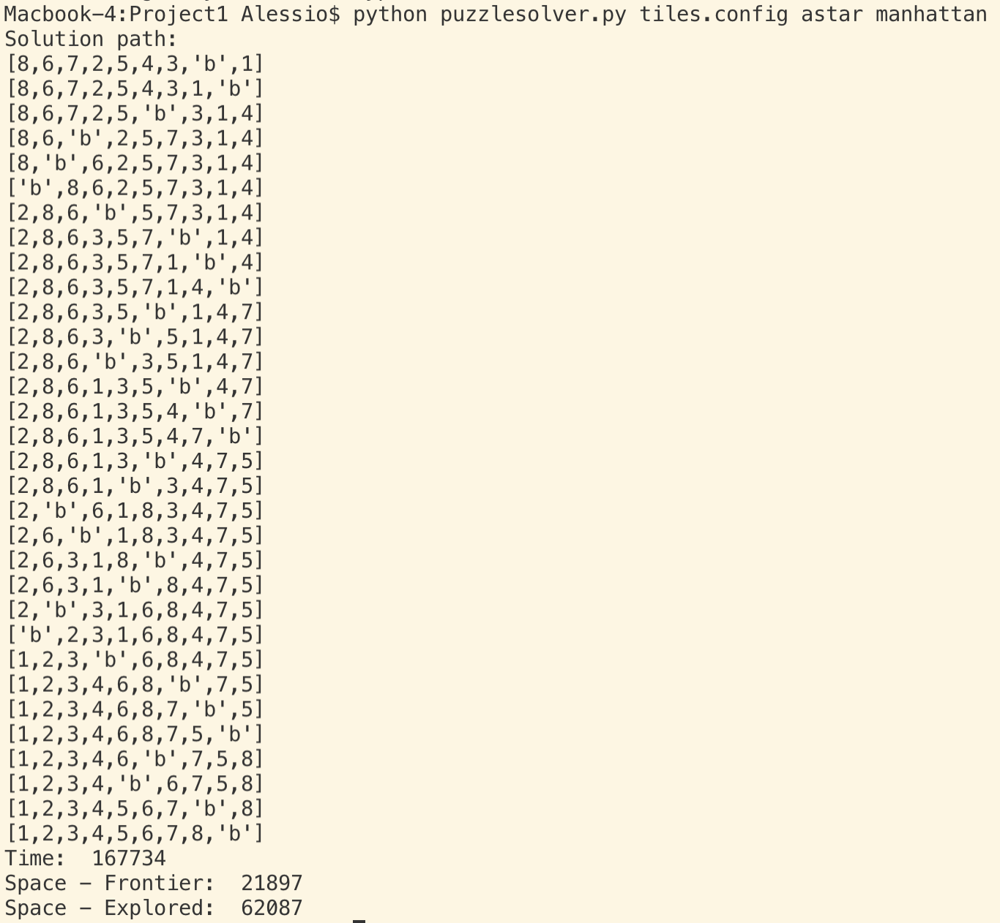 Macbook-4:Project1 Alessio$ python puzzlesolver.py tiles.config astar manhattan
Solution path:
[8,6,7,2,5,4,3,'b',1]
[8,6,7,2,5,4,3,1,'b']
[8,6,7,2,5,'b',3,1,4]
[8,6,'b',2,5,7,3,1,4]
[8,'b',6,2,5,7,3,1,4]
['b',8,6,2,5,7,3,1,4]
[2,8,6,'b',5,7,3,1,4]
[2,8,6,3,5,7,'b',1,4]
[2,8,6,3,5,7,1,'b',4]
[2,8,6,3,5,7,1,4,'b']
[2,8,6,3,5,'b',1,4,7]
[2,8,6,3,'b',5,1,4,7]
[2,8,6,'b',3,5,1,4,7]
[2,8,6,1,3,5,'b',4,7]
[2,8,6,1,3,5,4,'b',7]
[2,8,6,1,3,5,4,7,'b']
[2,8,6,1,3,'b',4,7,5]
[2,8,6,1,'b',3,4,7,5]
[2,'b',6,1,8,3,4,7,5]
[2,6,'b',1,8,3,4,7,5]
[2,6,3,1,8,'b',4,7,5]
[2,6,3,1,'b',8,4,7,5]
[2,'b',3,1,6,8,4,7,5]
['b',2,3,1,6,8,4,7,5]
[1,2,3,'b',6,8,4,7,5]
[1,2,3,4,6,8,'b',7,5]
[1,2,3,4,6,8,7,'b',5]
[1,2,3,4,6,8,7,5,'b']
[1,2,3,4,6,'b',7,5,8]
[1,2,3,4,'b',6,7,5,8]
[1,2,3,4,5,6,7,'b',8]
[1,2,3,4,5,6,7,8,'b']
Time:  167734
Space - Frontier:  21897
Space - Explored:  62087